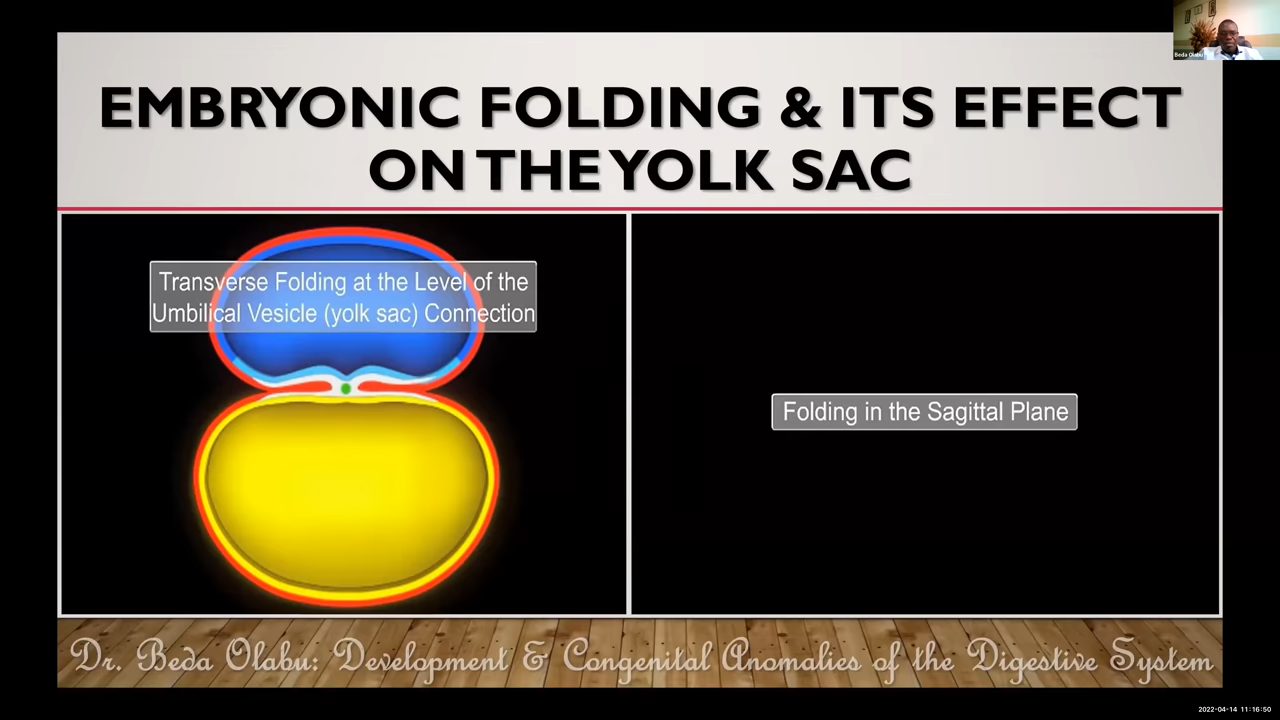 Beda Olabu
EMBRYONIC FOLDING & ITS EFFECT
ON THE YOLK SAC
Transverse Folding at the Level of the
Umbilical Vesicle (yolk sac) Connection
Folding in the Sagittal Plane
Dr. Beda Olabu: Development & Congenital Anomalies of the Digestive System
2022-04-14 11:16:50